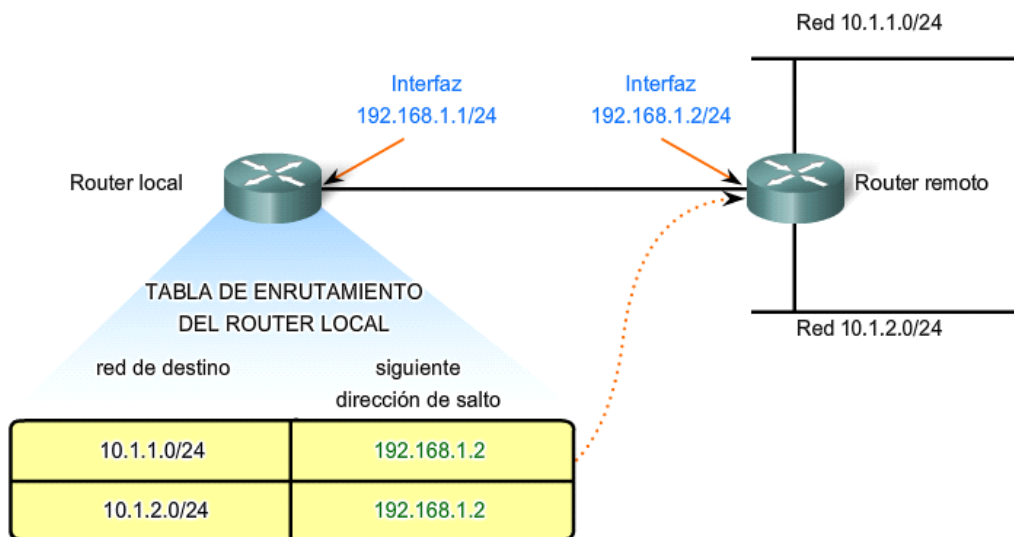 Red 10.1.1.0/24
Interfaz
192.168.1.1/24
Interfaz
192.168.1.2/24
Router local
Router remoto
TABLA DE ENRUTAMIENTO
DEL ROUTER LOCAL
Red 10.1.2.0/24
red de destino
siguiente
dirección de salto
10.1.1.0/24
192.168.1.2
10.1.2.0/24
192.168.1.2